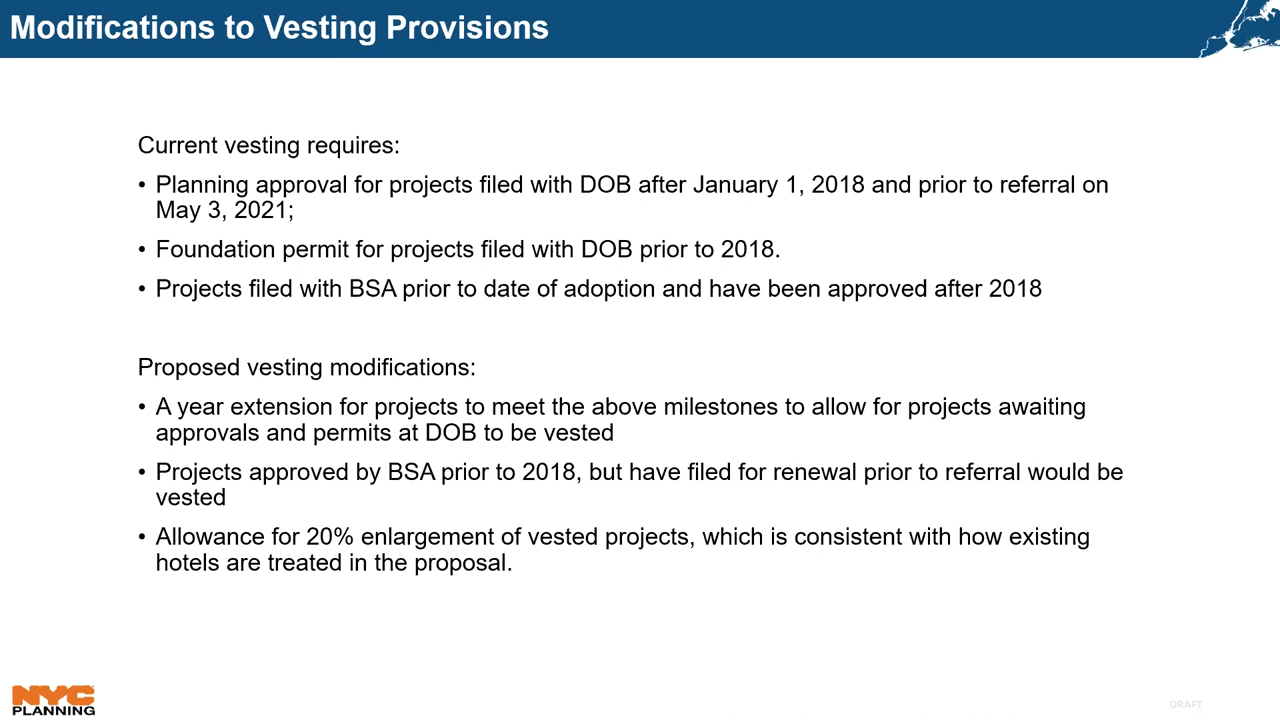 Modifications to Vesting Provisions
Current vesting requires:
• Planning approval for projects filed with DOB after January 1, 2018 and prior to referral on
May 3, 2021;
• Foundation permit for projects filed with DOB prior to 2018.
• Projects filed with BSA prior to date of adoption and have been approved after 2018
Proposed vesting modifications:
• A year extension for projects to meet the above milestones to allow for projects awaiting
approvals and permits at DOB to be vested
• Projects approved by BSA prior to 2018, but have filed for renewal prior to referral would be
vested
• Allowance for 20% enlargement of vested projects, which is consistent with how existing
hotels are treated in the proposal.
NYC
PLANNING
DRAFT